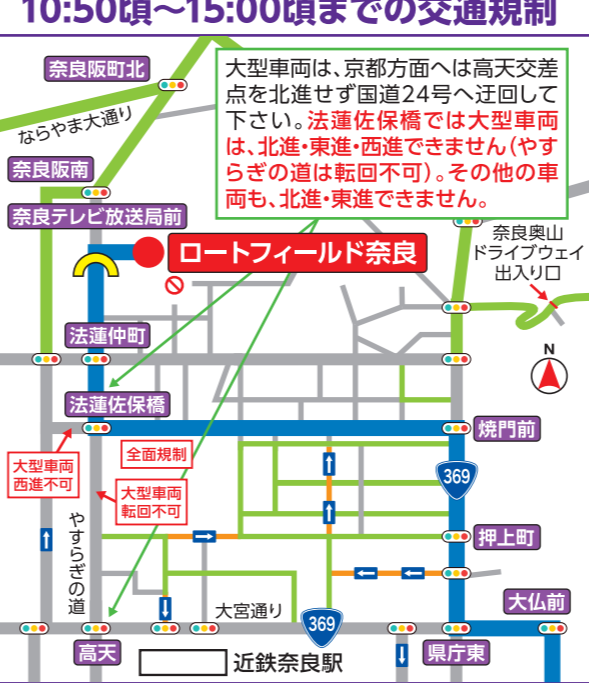 10:50頃～15:00頃までの交通規制
大型車両は、京都方面へは高天交差
点を北進せず国道24号へ迂回して
下さい。法蓮佐保橋では大型車両
は、北進・東進・西進できません（やす
らぎの道は転回不可）。その他の車
両も、北進・東進できません。
奈良阪町北
ならやま大通り
奈良阪南
奈良テレビ放送局前
ロートフィールド奈良
奈良奥山
ドライブウェイ
出入り口
N
法蓮仲町
法蓮佐保橋
焼門前
大型車両
西進不可
全面規制
大型車両
転回不可
369
やすらぎの道
押上町
大仏前
大宮通り
369
高天
近鉄奈良駅
県庁東